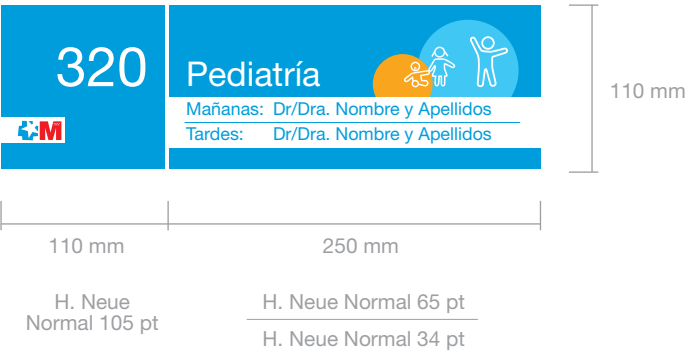 320
Pediatría
Mañanas: Dr/Dra. Nombre y Apellidos
Tardes: Dr/Dra. Nombre y Apellidos
M
110 mm
110 mm
250 mm
H. Neue
Normal 105 pt
H. Neue Normal 65 pt
H. Neue Normal 34 pt